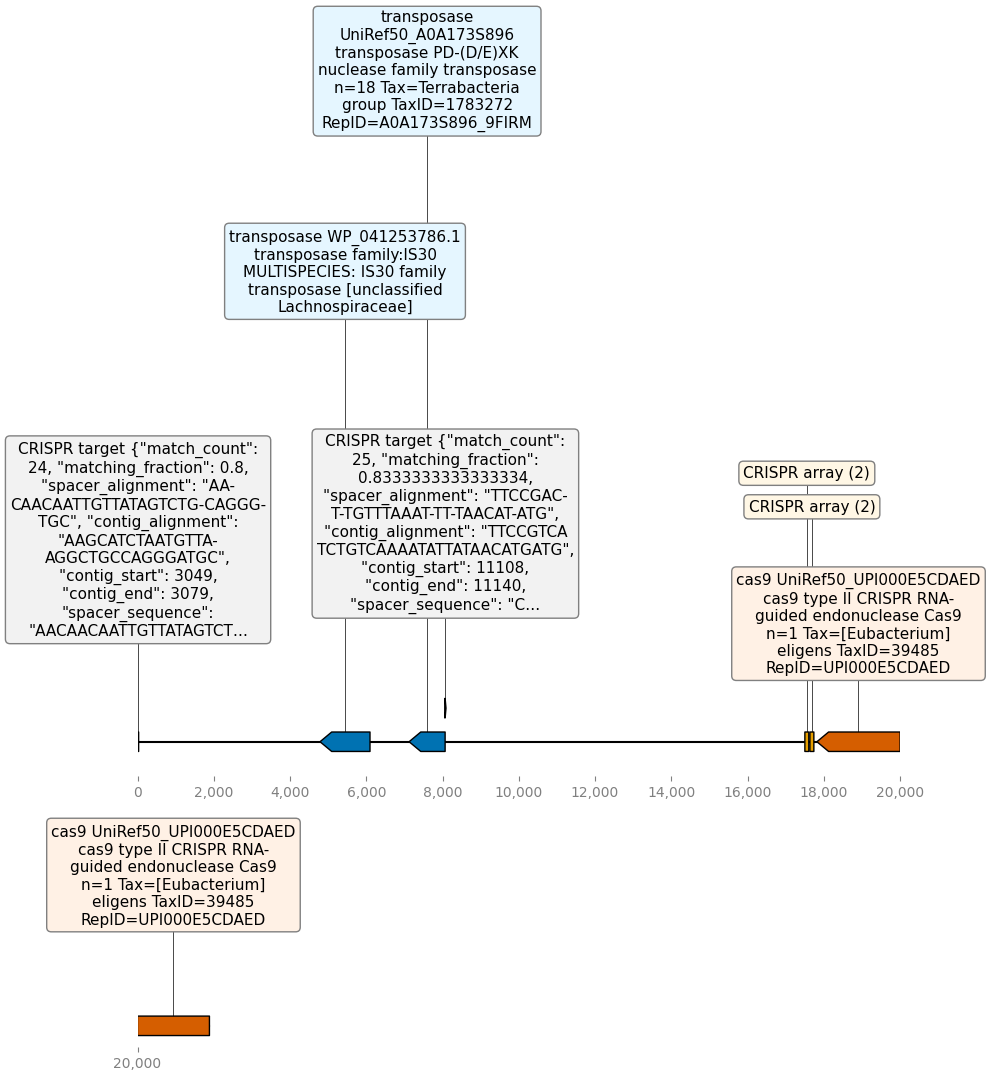 transposase
UniRef50_A0A173S896
transposase PD-(D/E)XK
nuclease family transposase
n=18 Tax=Terrabacteria
group TaxID=1783272
RepID=A0A173S896_9FIRM
transposase WP_041253786.1
transposase family:IS30
MULTISPECIES: IS30 family
transposase [unclassified
Lachnospiraceae]
CRISPR target {"match_count":
24, "matching_fraction": 0.8,
"spacer_alignment": "AA-
CAACAATTGTTATAGTCTG-CAGGG-
TGC", "contig_alignment":
"AAGCATCTAATGTTA-
AGGCTGCCAGGGATGC",
"contig_start": 3049,
"contig_end": 3079,
"spacer_sequence":
"AACAACAATTGTTATAGTCT...
CRISPR target {"match_count":
25, "matching_fraction":
0.8333333333333334,
"spacer_alignment": "TTCCGAC-
T-TGTTTAAAT-TT-TAACAT-ATG",
"contig_alignment": "TTCCGTCA
TCTGTCAAAATATTATAACATGATG",
"contig_start": 11108,
"contig_end": 11140,
"spacer_sequence": "C...
CRISPR array (2)
CRISPR array (2)
cas9 UniRef50_UPI000E5CDAED
cas9 type II CRISPR RNA-
guided endonuclease Cas9
n=1 Tax=[Eubacterium]
eligens TaxID=39485
RepID=UPI000E5CDAED
0 2,000 4,000 6,000 8,000 10,000 12,000 14,000 16,000 18,000 20,000
cas9 UniRef50_UPI000E5CDAED
cas9 type II CRISPR RNA-
guided endonuclease Cas9
n=1 Tax=[Eubacterium]
eligens TaxID=39485
RepID=UPI000E5CDAED
20,000